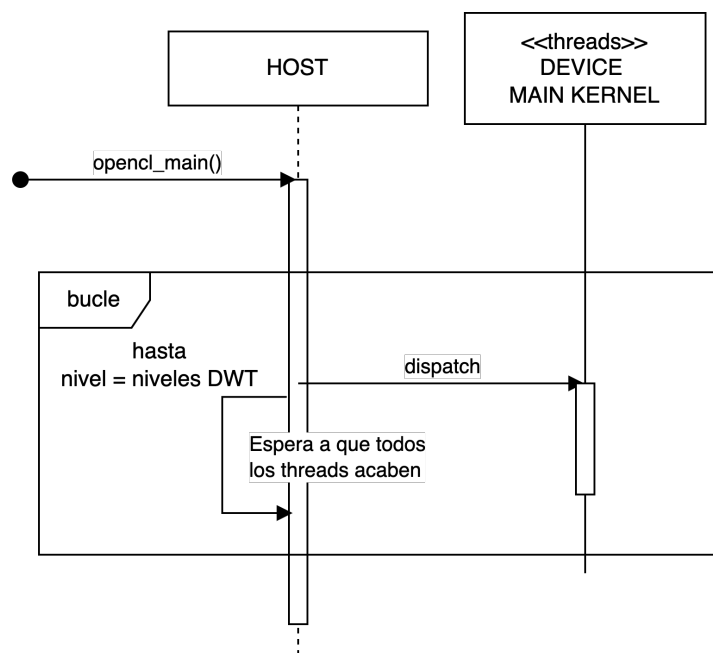 HOST
<<threads>>
DEVICE
MAIN KERNEL
opencl_main()
bucle
hasta
nivel = niveles DWT
dispatch
Espera a que todos
los threads acaben